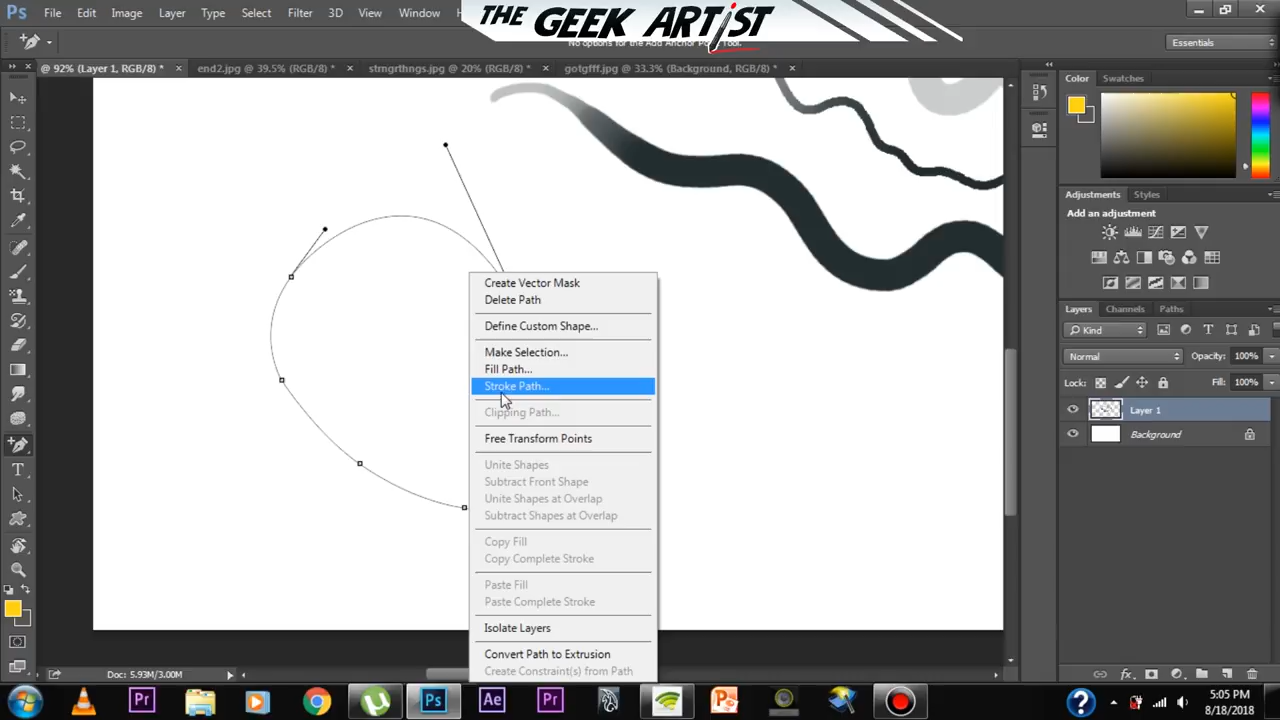 THE GEEK ARTIST
Ps File Edit Image Layer Type Select Filter 3D View Window
Essentials
@ 92% (Layer 1, RGB/8) * × end2.jpg @ 39.5% (RGB/8) * × strngrthngs.jpg @ 20% (RGB/8) * × gotgfff.jpg @ 33.3% (Background, RGB/8) * ×
Color Swatches
Adjustments Styles
Add an adjustment
Create Vector Mask
Delete Path
Define Custom Shape...
Make Selection...
Fill Path...
Stroke Path...
Clipping Path...
Free Transform Points
Unite Shapes
Subtract Front Shape
Unite Shapes at Overlap
Subtract Shapes at Overlap
Copy Fill
Copy Complete Stroke
Paste Fill
Paste Complete Stroke
Isolate Layers
Convert Path to Extrusion
Create Constraint(s) from Path
Layers Channels Paths
Kind
Normal Opacity: 100%
Lock: Fill: 100%
Layer 1
Background
Doc: 5.93M/3.00M
Pr Ps Ae Pr
5:05 PM
8/18/2018